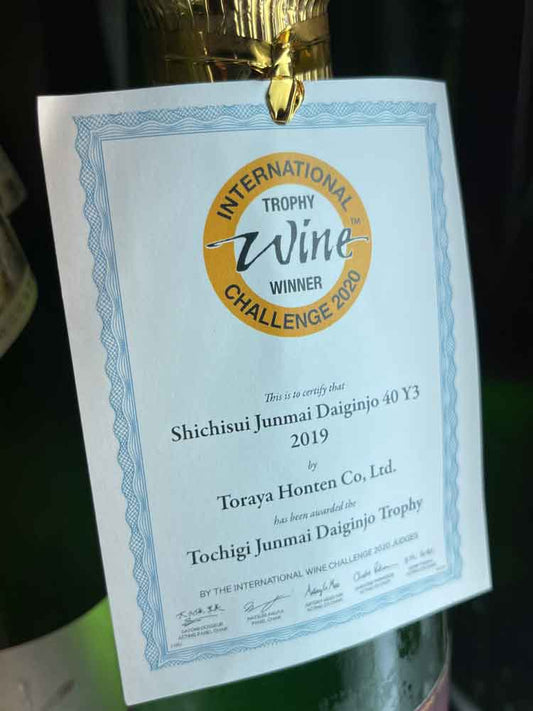 INTERNATIONAL
TROPHY
Wine™
WINNER
CHALLENGE 2020
This is to certify that
Shichisui Junmai Daiginjo 40 Y3
2019
by
Toraya Honten Co, Ltd.
has been awarded the
Tochigi Junmai Daiginjo Trophy
BY THE INTERNATIONAL WINE CHALLENGE 2020 JUDGES